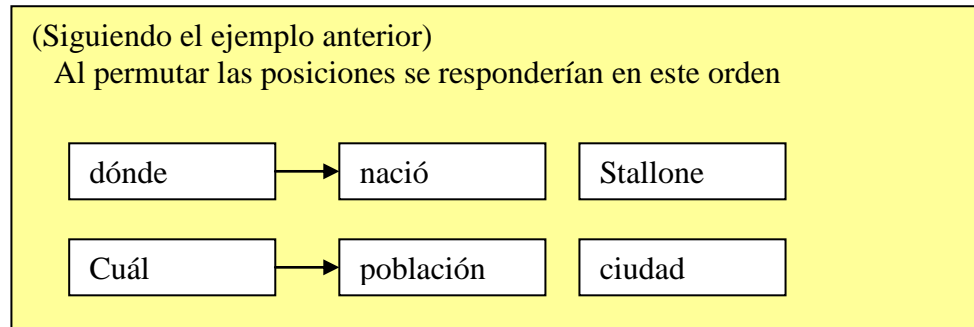 (Siguiendo el ejemplo anterior)
Al permutar las posiciones se responderían en este orden
dónde nació Stallone
Cuál población ciudad